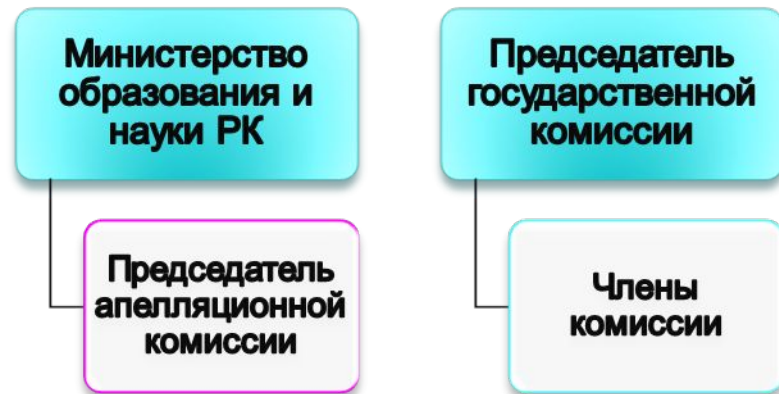 Министерство
образования и
науки РК
Председатель
апелляционной
комиссии
Председатель
государственной
комиссии
Члены
комиссии